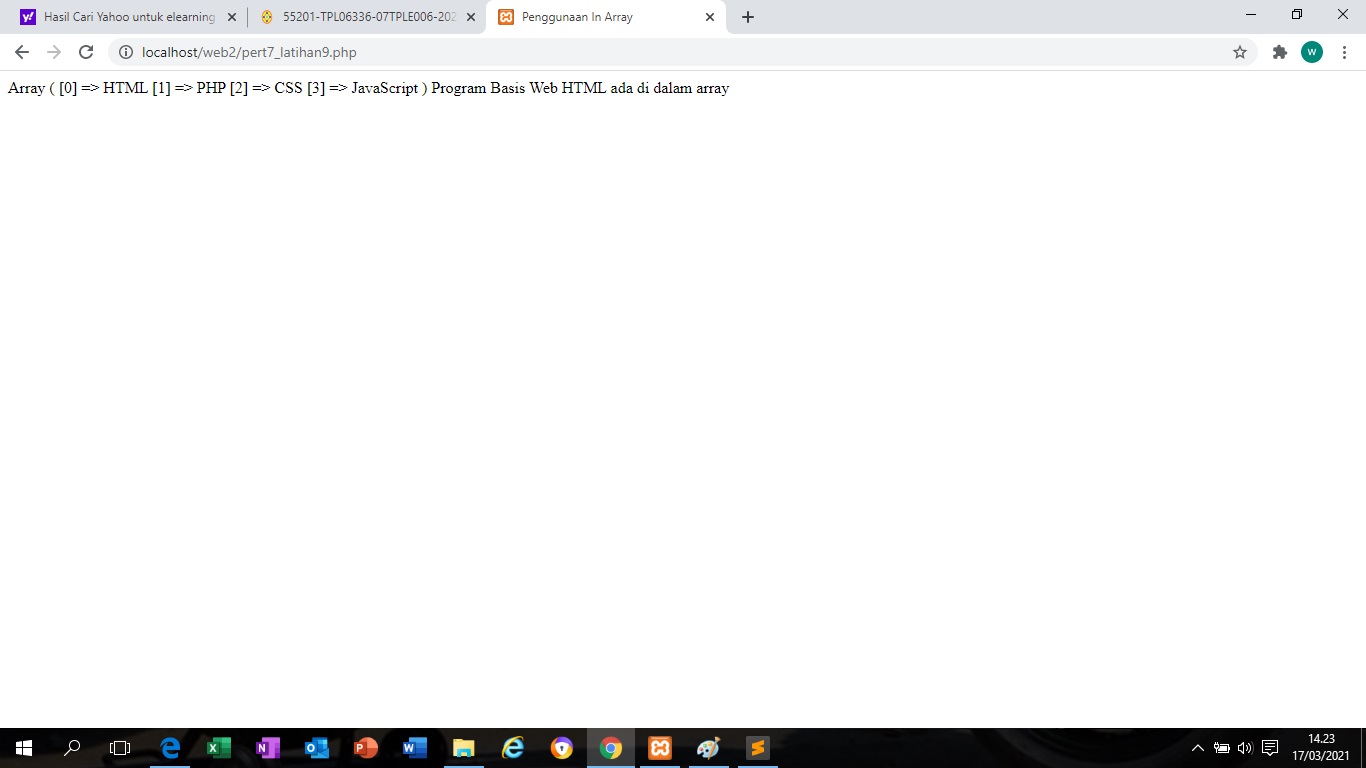 Hasil Cari Yahoo untuk elearning
55201-TPL06336-07TPLE006-202
Penggunaan In Array
localhost/web2/pert7_latihan9.php
W
Array ( [0] => HTML [1] => PHP [2] => CSS [3] => JavaScript ) Program Basis Web HTML ada di dalam array
14.23
17/03/2021